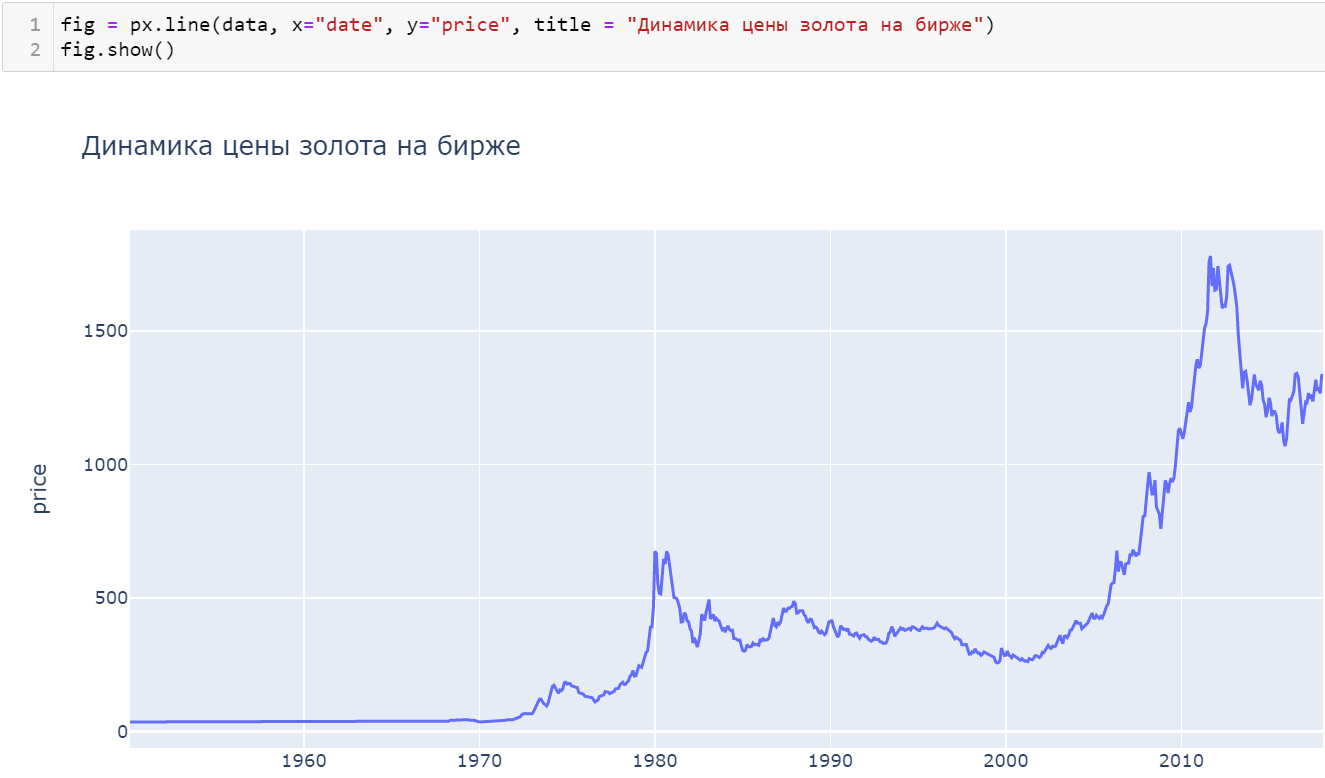 1 fig = px.line(data, x="date", y="price", title = "Динамика цены золота на бирже")
2 fig.show()
Динамика цены золота на бирже
1500
1000
price
500
0
1960 1970 1980 1990 2000 2010